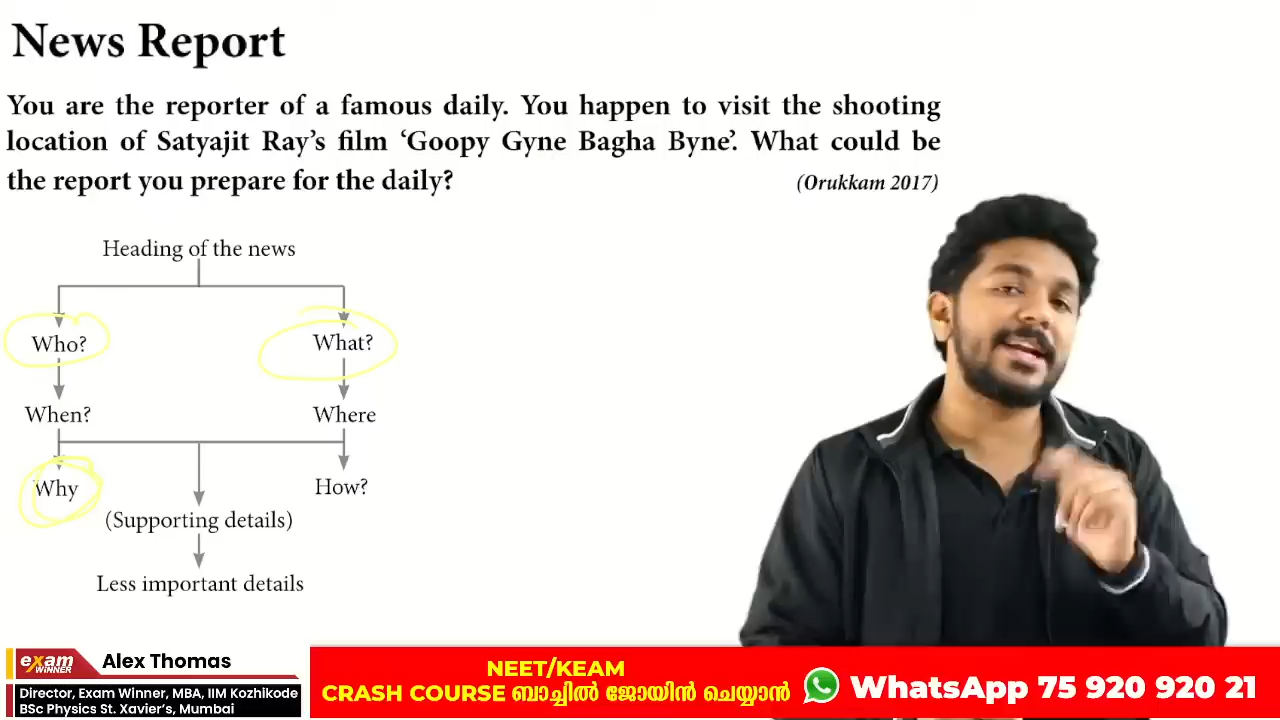 News Report
You are the reporter of a famous daily. You happen to visit the shooting
location of Satyajit Ray's film ‘Goopy Gyne Bagha Byne’. What could be
the report you prepare for the daily?
(Orukkam 2017)
Heading of the news
Who?
What?
When?
Where
Why
How?
(Supporting details)
Less important details
exam
WINNER
Alex Thomas
Director, Exam Winner, MBA, IIM Kozhikode
BSc Physics St. Xavier's, Mumbai
NEET/KEAM
CRASH COURSE ബാച്ചിൽ ജോയിൻ ചെയ്യാൻ
WhatsApp 75 920 920 21